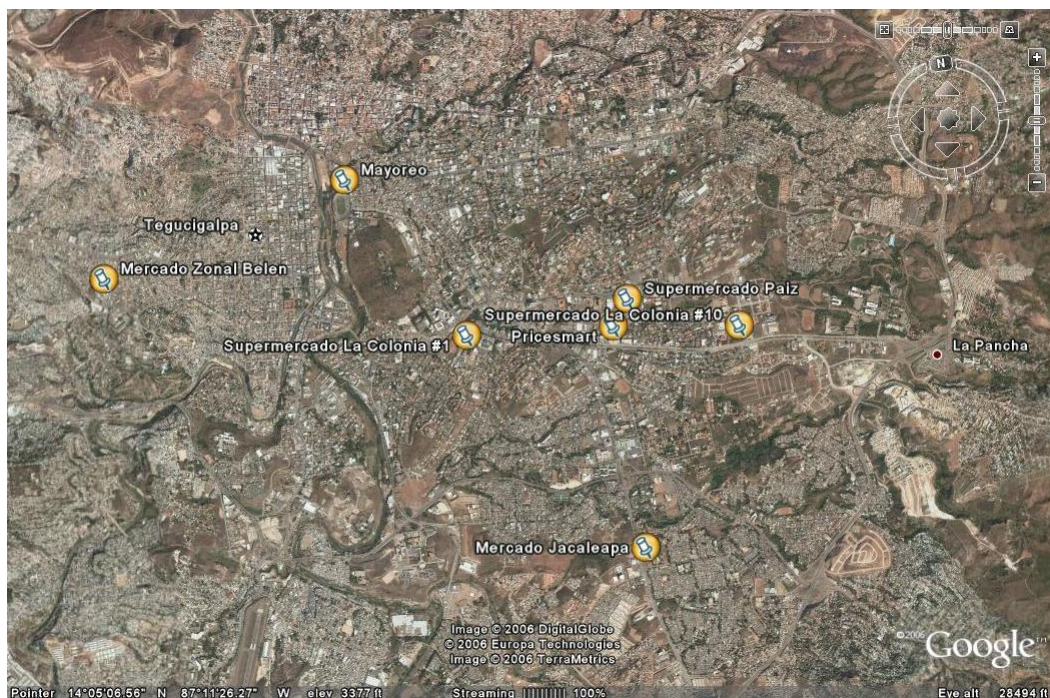 N
Mayoreo
Tegucigalpa
Mercado Zonal Belen
Supermercado Paiz
Supermercado La Colonia #10
Pricesmart
Supermercado La Colonia #1
La Pancha
Mercado Jacaleapa
Image © 2006 DigitalGlobe
© 2006 Europa Technologies
Image © 2006 TerraMetrics
©2006 Google™
Pointer 14°05'06.56" N 87°11'26.27" W elev 3377 ft Streaming |||||||||| 100% Eye alt 28494 ft